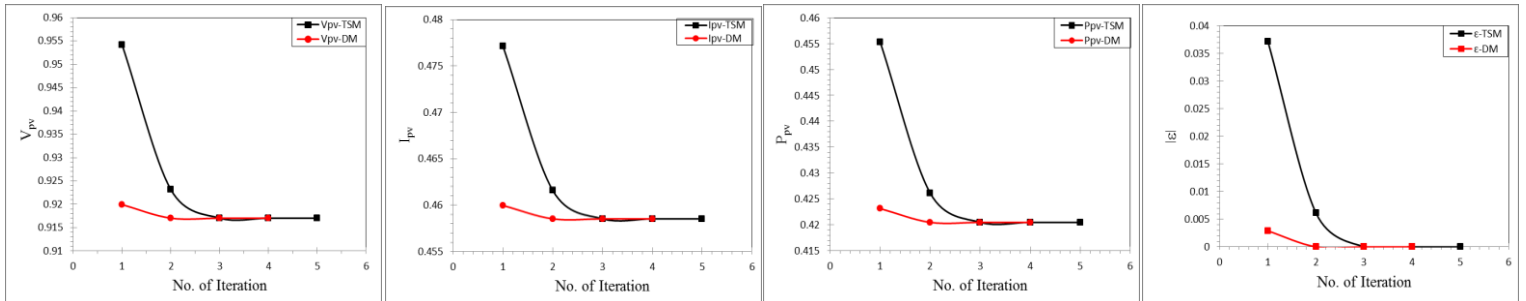 0.96
0.955
0.95
0.945
0.94
0.935
0.93
0.925
0.92
0.915
0.91
V_pv
0 1 2 3 4 5 6
No. of Iteration
Vpv-TSM
Vpv-DM
0.48
0.475
0.47
0.465
0.46
0.455
I_pv
0 1 2 3 4 5 6
No. of Iteration
Ipv-TSM
Ipv-DM
0.46
0.455
0.45
0.445
0.44
0.435
0.43
0.425
0.42
0.415
P_pv
0 1 2 3 4 5 6
No. of Iteration
Ppv-TSM
Ppv-DM
0.04
0.035
0.03
0.025
0.02
0.015
0.01
0.005
0
|ε|
0 1 2 3 4 5 6
No. of Iteration
ε-TSM
ε-DM